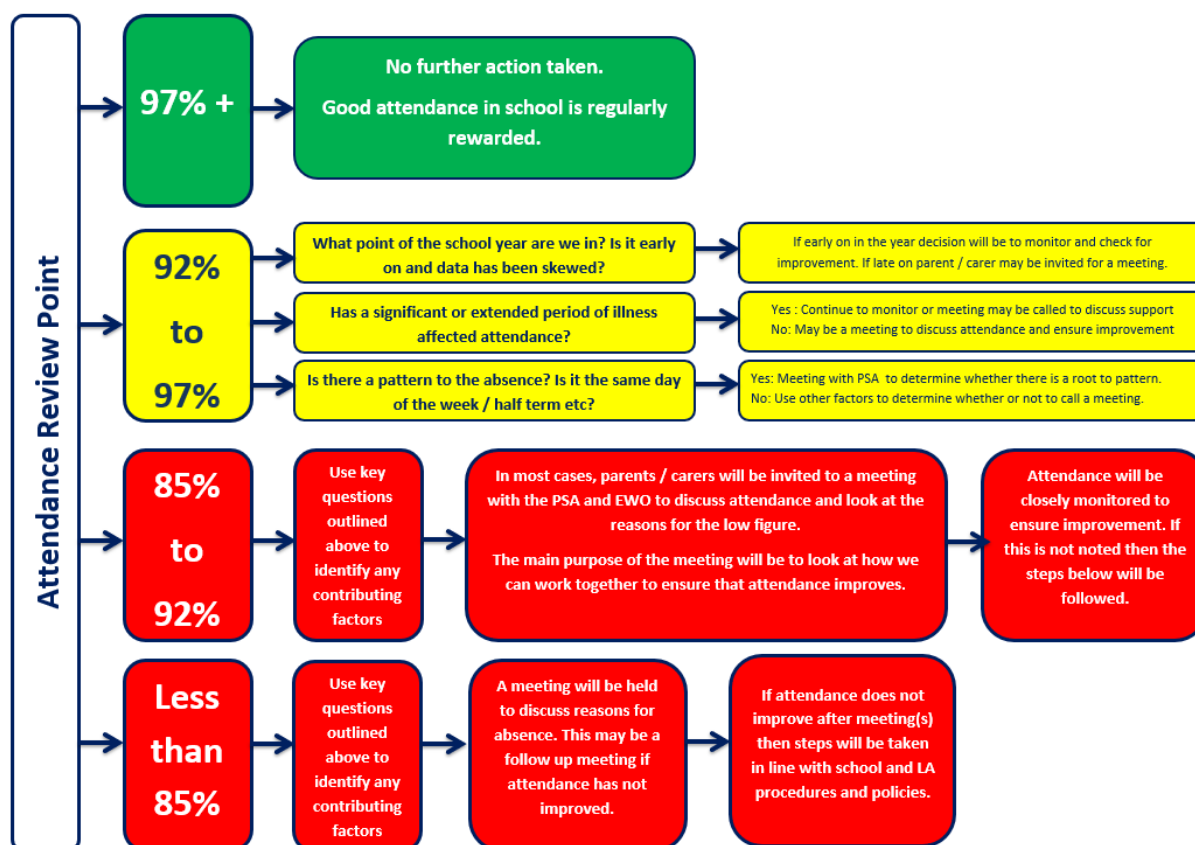 Attendance Review Point
97% +
No further action taken.
Good attendance in school is regularly
rewarded.
92%
to
97%
What point of the school year are we in? Is it early
on and data has been skewed?
If early on in the year decision will be to monitor and check for
improvement. If late on parent / carer may be invited for a meeting.
Has a significant or extended period of illness
affected attendance?
Yes : Continue to monitor or meeting may be called to discuss support
No: May be a meeting to discuss attendance and ensure improvement
Is there a pattern to the absence? Is it the same day
of the week / half term etc?
Yes: Meeting with PSA to determine whether there is a root to pattern.
No: Use other factors to determine whether or not to call a meeting.
85%
to
92%
Use key
questions
outlined
above to
identify any
contributing
factors
In most cases, parents / carers will be invited to a meeting
with the PSA and EWO to discuss attendance and look at the
reasons for the low figure.
The main purpose of the meeting will be to look at how we
can work together to ensure that attendance improves.
Attendance will be
closely monitored to
ensure improvement. If
this is not noted then the
steps below will be
followed.
Less
than
85%
Use key
questions
outlined
above to
identify any
contributing
factors
A meeting will be held
to discuss reasons for
absence. This may be a
follow up meeting if
attendance has not
improved.
If attendance does not
improve after meeting(s)
then steps will be taken
in line with school and LA
procedures and policies.